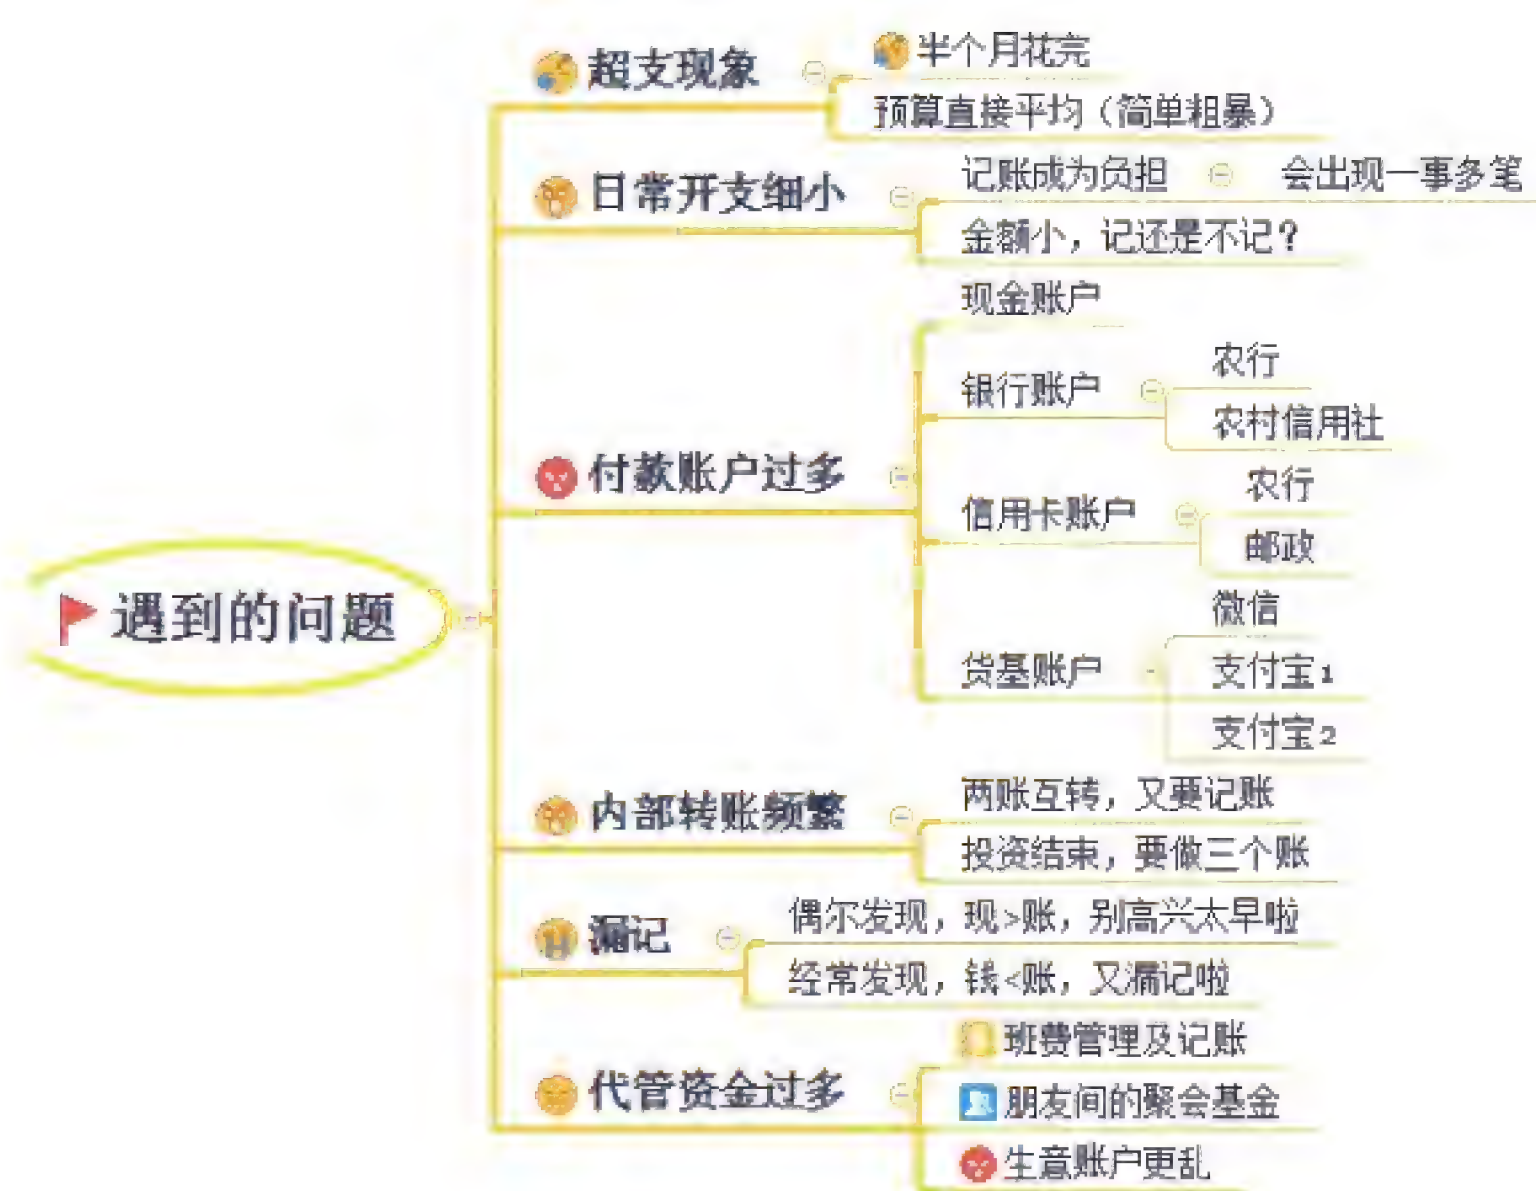 遇到的问题
超支现象
半个月花完
预算直接平均（简单粗暴）
日常开支细小
记账成为负担
会出现一事多笔
金额小，记还是不记？
付款账户过多
现金账户
银行账户
农行
农村信用社
信用卡账户
农行
邮政
货基账户
微信
支付宝1
支付宝2
内部转账频繁
两账互转，又要记账
投资结束，要做三个账
漏记
偶尔发现，现>账，别高兴太早啦
经常发现，钱<账，又漏记啦
代管资金过多
班费管理及记账
朋友间的聚会基金
生意账户更乱